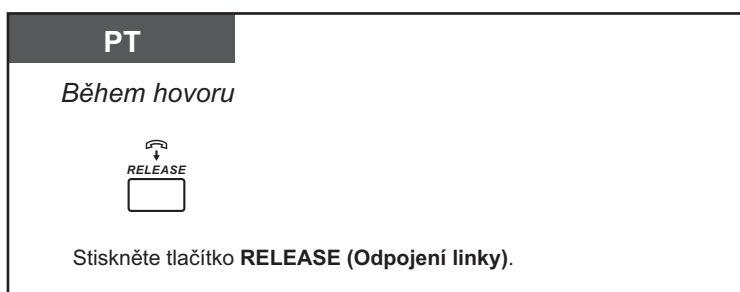 PT
Během hovoru
RELEASE
Stiskněte tlačítko RELEASE (Odpojení linky).